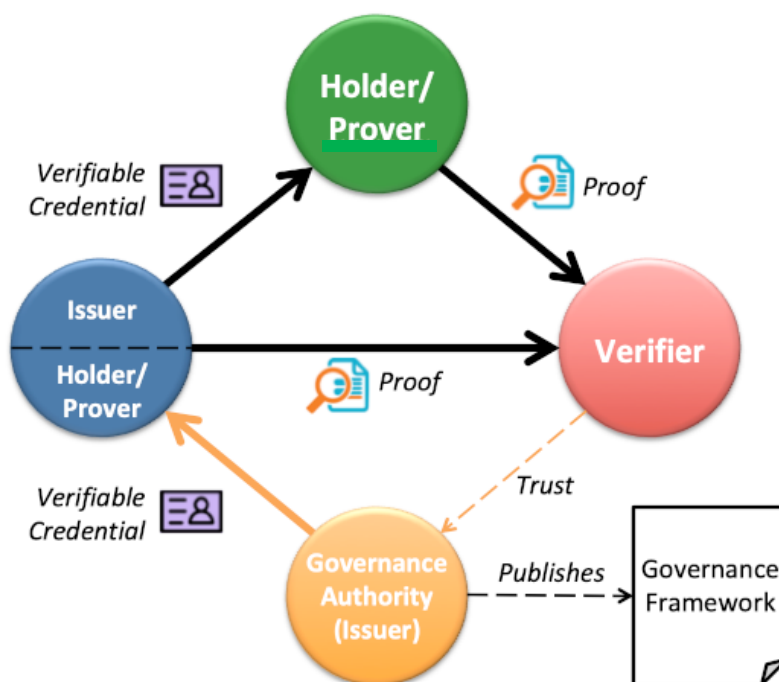 Holder/
Prover
Verifiable
Credential
Proof
Issuer
Holder/
Prover
Verifier
Proof
Verifiable
Credential
Trust
Governance
Authority
(Issuer)
Publishes
Governance
Framework